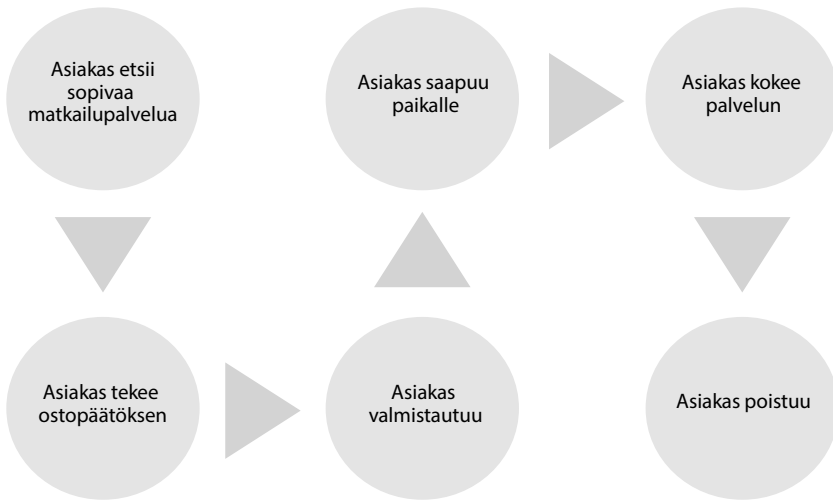 Asiakas etsii
sopivaa
matkailupalvelua
Asiakas tekee
ostopäätöksen
Asiakas
valmistautuu
Asiakas saapuu
paikalle
Asiakas kokee
palvelun
Asiakas poistuu